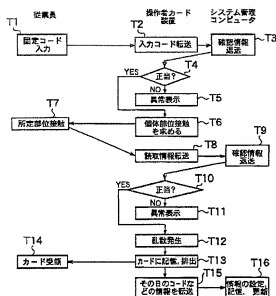 従業員
操作者カード
装置
システム管理
コンピュータ
T1
固定コード
入力
T2
入力コード転送
T3
確認情報
返送
T4
YES
正当?
NO
異常表示
T5
T6
個体部位接触
を求める
T7
所定部位接触
T8
読取情報転送
T9
確認情報
返送
T10
YES
正当?
NO
異常表示
T11
乱数発生
T12
カードに記憶、排出
T13
T14
カード受領
T15
その日のコードな
どの情報を転送
T16
情報の設定、
記憶、更新